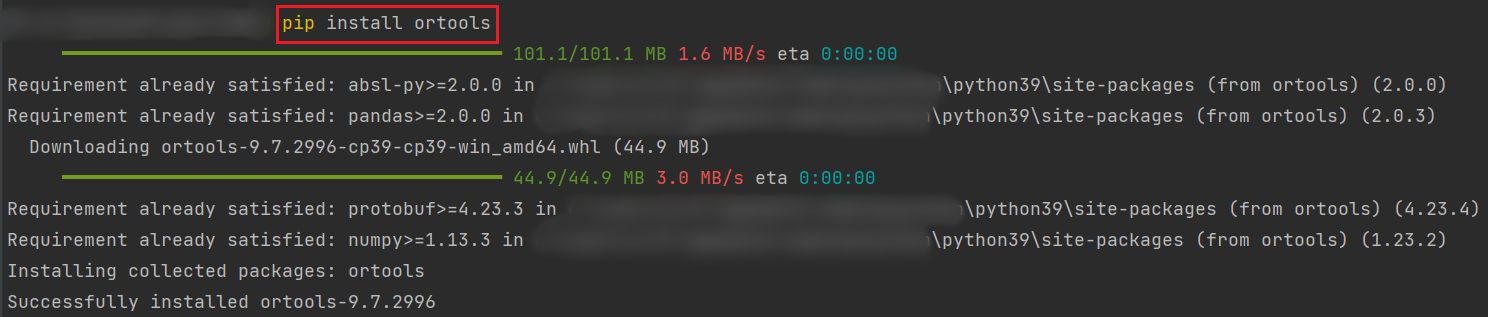 pip install ortools
101.1/101.1 MB 1.6 MB/s eta 0:00:00
Requirement already satisfied: absl-py>=2.0.0 in \python39\site-packages (from ortools) (2.0.0)
Requirement already satisfied: pandas>=2.0.0 in \python39\site-packages (from ortools) (2.0.3)
Downloading ortools-9.7.2996-cp39-cp39-win_amd64.whl (44.9 MB)
44.9/44.9 MB 3.0 MB/s eta 0:00:00
Requirement already satisfied: protobuf>=4.23.3 in \python39\site-packages (from ortools) (4.23.4)
Requirement already satisfied: numpy>=1.13.3 in \python39\site-packages (from ortools) (1.23.2)
Installing collected packages: ortools
Successfully installed ortools-9.7.2996